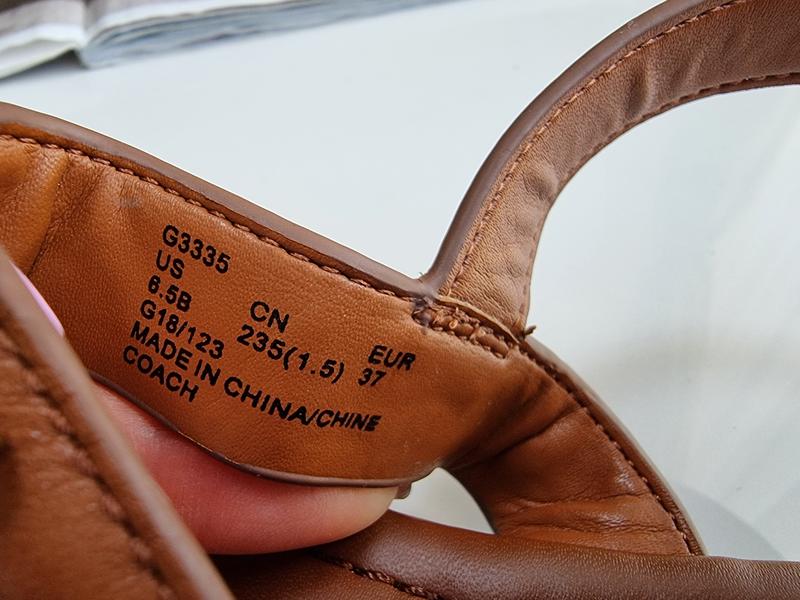 G3335
US CN EUR
6.5B 235(1.5) 37
G18/123
MADE IN CHINA/CHINE
COACH